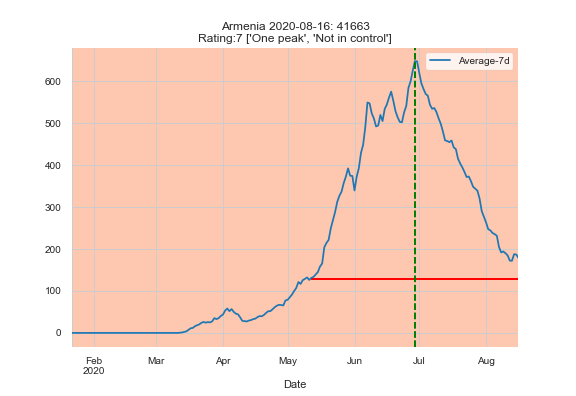 Armenia 2020-08-16: 41663
Rating:7 ['One peak', 'Not in control']
Average-7d
600
500
400
300
200
100
0
Feb
2020
Mar
Apr
May
Jun
Jul
Aug
Date